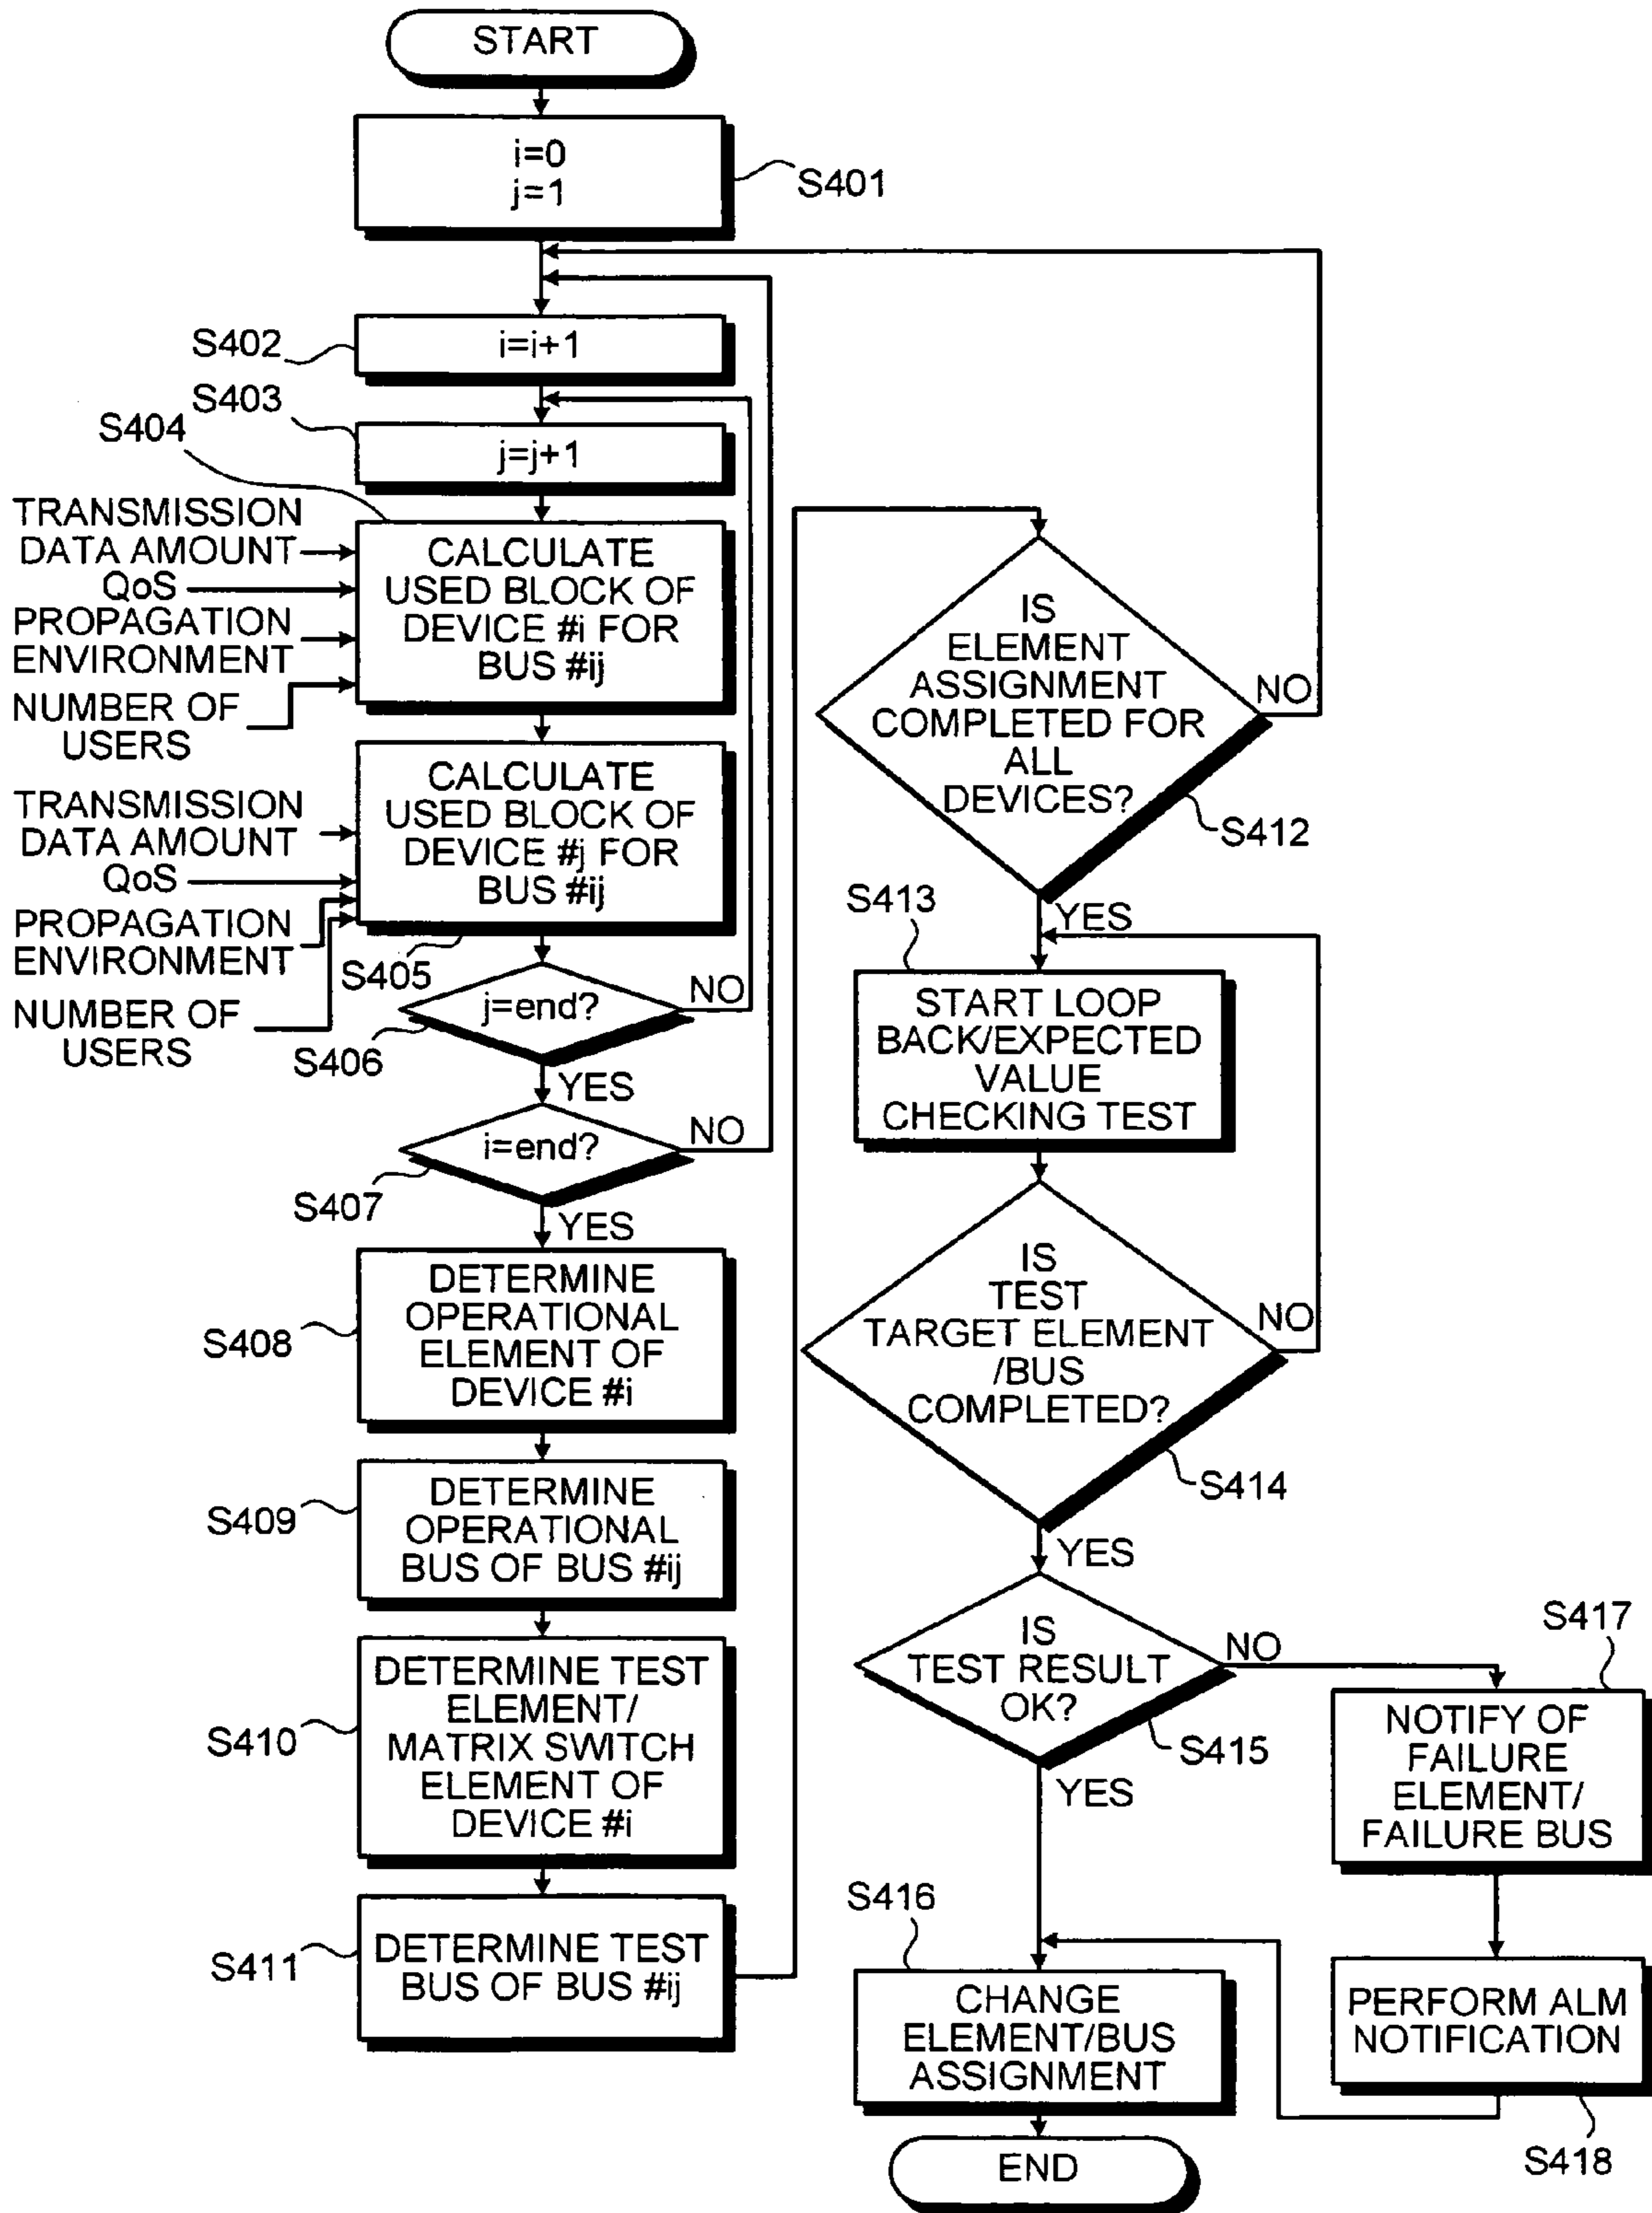 START
i=0
j=1
S401
S402
i=i+1
S403
j=j+1
S404
TRANSMISSION
DATA AMOUNT
QoS
PROPAGATION
ENVIRONMENT
NUMBER OF
USERS
CALCULATE
USED BLOCK OF
DEVICE #i FOR
BUS #ij
TRANSMISSION
DATA AMOUNT
QoS
PROPAGATION
ENVIRONMENT
NUMBER OF
USERS
CALCULATE
USED BLOCK OF
DEVICE #j FOR
BUS #ij
S405
j=end?
NO
S406
YES
i=end?
NO
S407
YES
S408
DETERMINE
OPERATIONAL
ELEMENT OF
DEVICE #i
S409
DETERMINE
OPERATIONAL
BUS OF BUS #ij
S410
DETERMINE TEST
ELEMENT/
MATRIX SWITCH
ELEMENT OF
DEVICE #i
S411
DETERMINE TEST
BUS OF BUS #ij
IS
ELEMENT
ASSIGNMENT
COMPLETED FOR
ALL
DEVICES?
NO
S412
YES
S413
START LOOP
BACK/EXPECTED
VALUE
CHECKING TEST
IS
TEST
TARGET ELEMENT
/BUS
COMPLETED?
NO
S414
YES
IS
TEST RESULT
OK?
NO
S415
YES
S417
NOTIFY OF
FAILURE
ELEMENT/
FAILURE BUS
S416
CHANGE
ELEMENT/BUS
ASSIGNMENT
PERFORM ALM
NOTIFICATION
S418
END